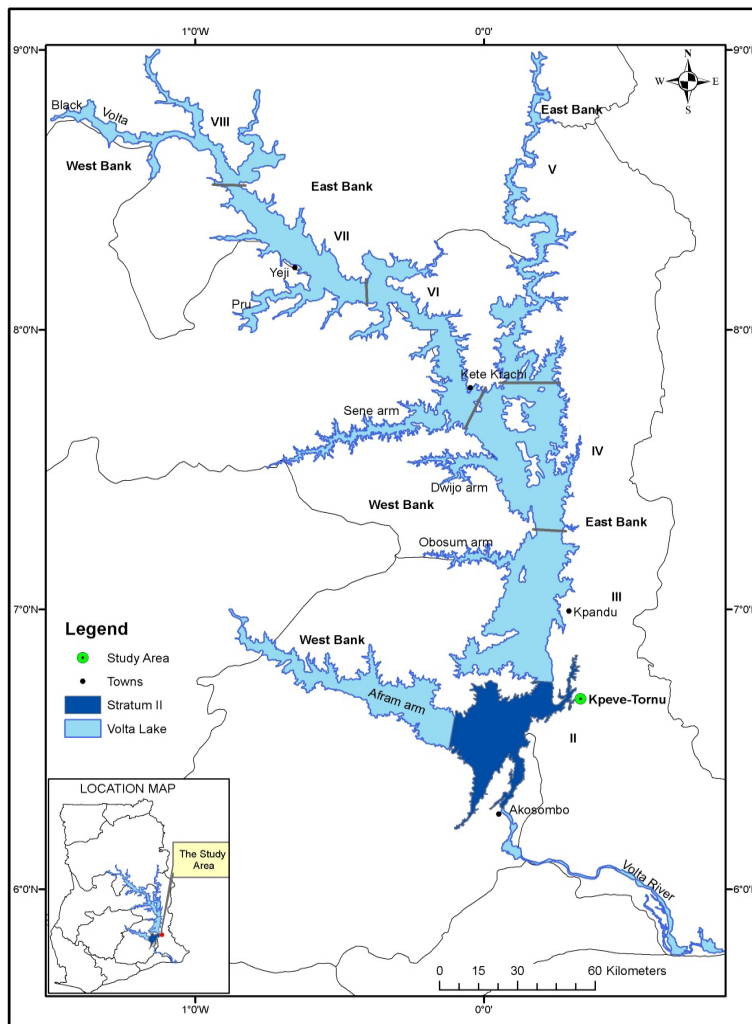 1°0'W
0°0'
9°0'N
9°0'N
N
W
E
S
Black
Volta
VIII
East Bank
West Bank
V
East Bank
VII
Yeji
VI
Pru
8°0'N
8°0'N
Kete Krachi
Sene arm
IV
Dwijo arm
West Bank
East Bank
Obosum arm
III
7°0'N
7°0'N
Kpandu
Legend
Study Area
Towns
Stratum II
Volta Lake
West Bank
Afram arm
Kpeve-Tornu
II
LOCATION MAP
The Study
Area
Akosombo
6°0'N
6°0'N
Volta River
0 15 30 60 Kilometers
1°0'W
0°0'